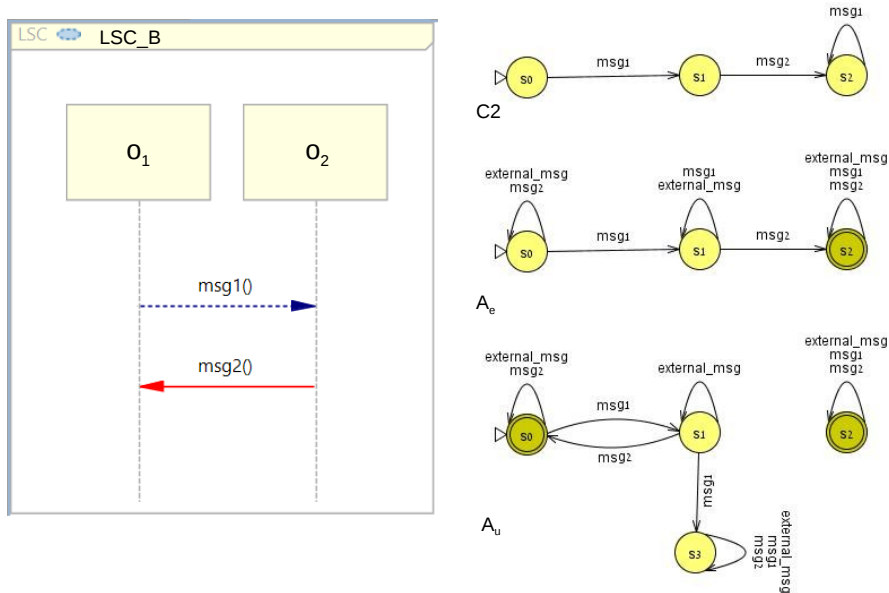 LSC LSC_B
o1
o2
msg1()
msg2()
msg1
s0
msg1
s1
msg2
s2
C2
external_msg
msg2
s0
msg1
msg1
external_msg
s1
msg2
external_msg
msg1
msg2
s2
Ae
external_msg
msg2
s0
msg1
msg2
external_msg
s1
msg1
external_msg
msg1
msg2
s2
Au
s3
external_msg
msg1
msg2